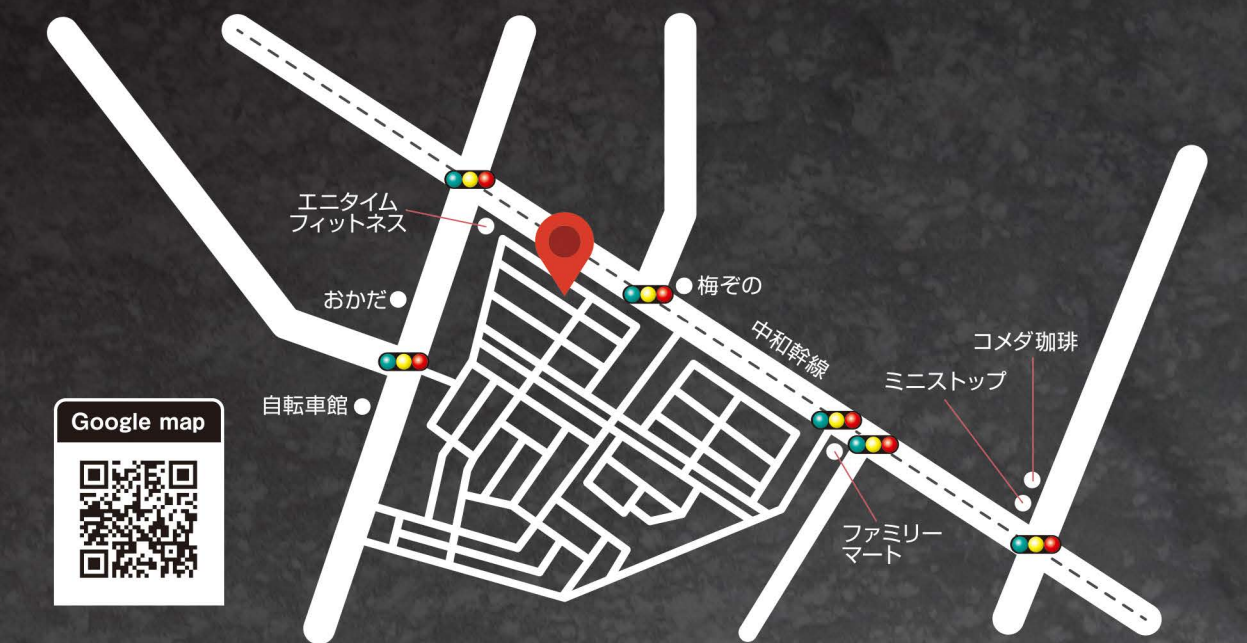 エニタイム
フィットネス
おかだ
梅ぞの
中和幹線
コメダ珈琲
ミニストップ
自転車館
Google map
ファミリー
マート